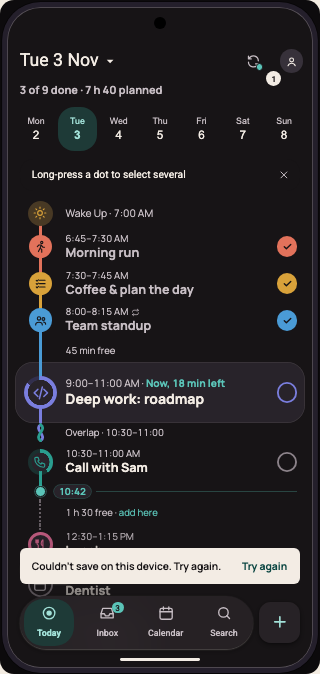 Tue 3 Nov
1
3 of 9 done · 7 h 40 planned
Mon Tue Wed Thu Fri Sat Sun
2 3 4 5 6 7 8
Long-press a dot to select several
Wake Up · 7:00 AM
6:45–7:30 AM
Morning run
7:30–7:45 AM
Coffee & plan the day
8:00–8:15 AM
Team standup
45 min free
9:00–11:00 AM · Now, 18 min left
Deep work: roadmap
Overlap · 10:30–11:00
10:30–11:00 AM
Call with Sam
10:42
1 h 30 free · add here
12:30–1:15 PM
Couldn't save on this device. Try again. Try again
Dentist
3
Today Inbox Calendar Search